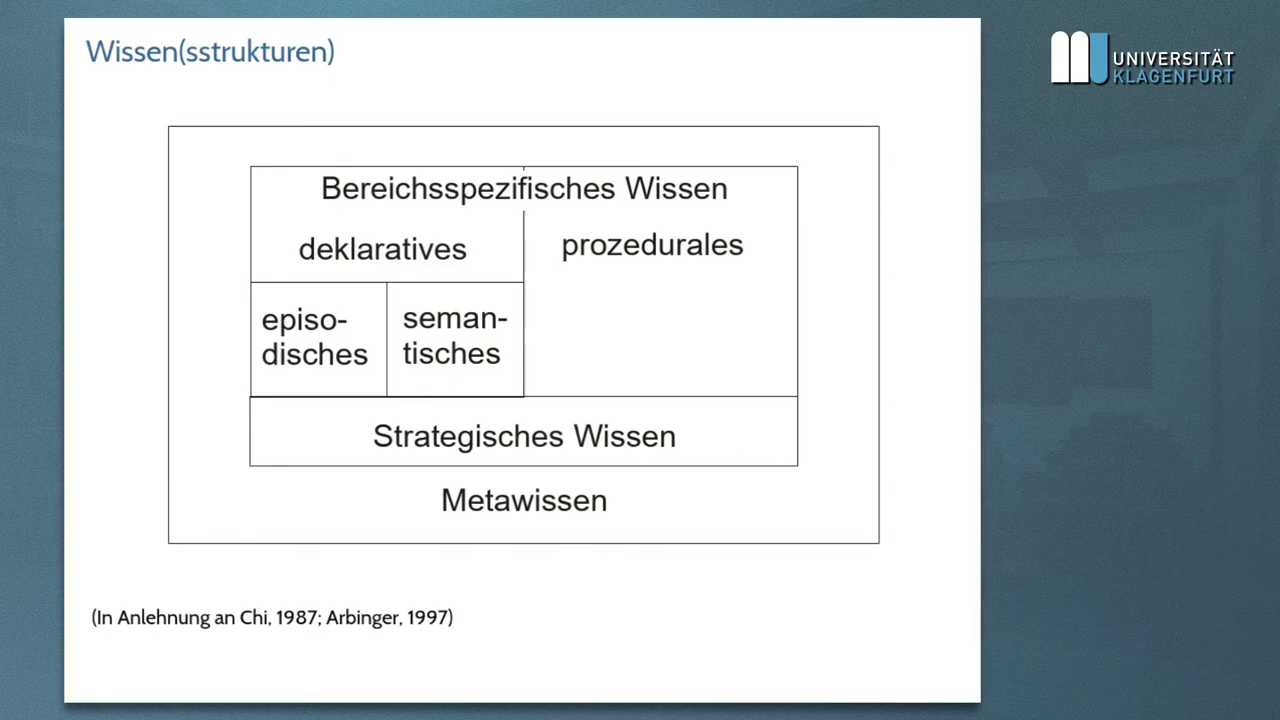 Wissen(sstrukturen)
UNIVERSITÄT
KLAGENFURT
Bereichsspezifisches Wissen
deklaratives
prozedurales
episo-
disches
seman-
tisches
Strategisches Wissen
Metawissen
(In Anlehnung an Chi, 1987; Arbinger, 1997)